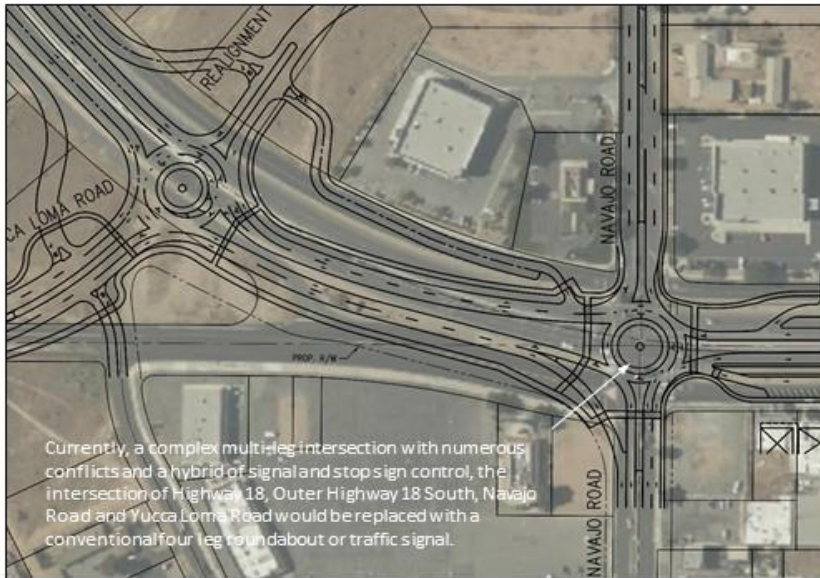 REALIGNMENT
CA LOMA ROAD
NAVAJO ROAD
PROP. R/W
Currently, a complex multi-leg intersection with numerous
conflicts and a hybrid of signal and stop sign control, the
intersection of Highway 18, Outer Highway 18 South, Navajo
Road and Yucca Loma Road would be replaced with a
conventional four leg roundabout or traffic signal.
NAVAJO ROAD